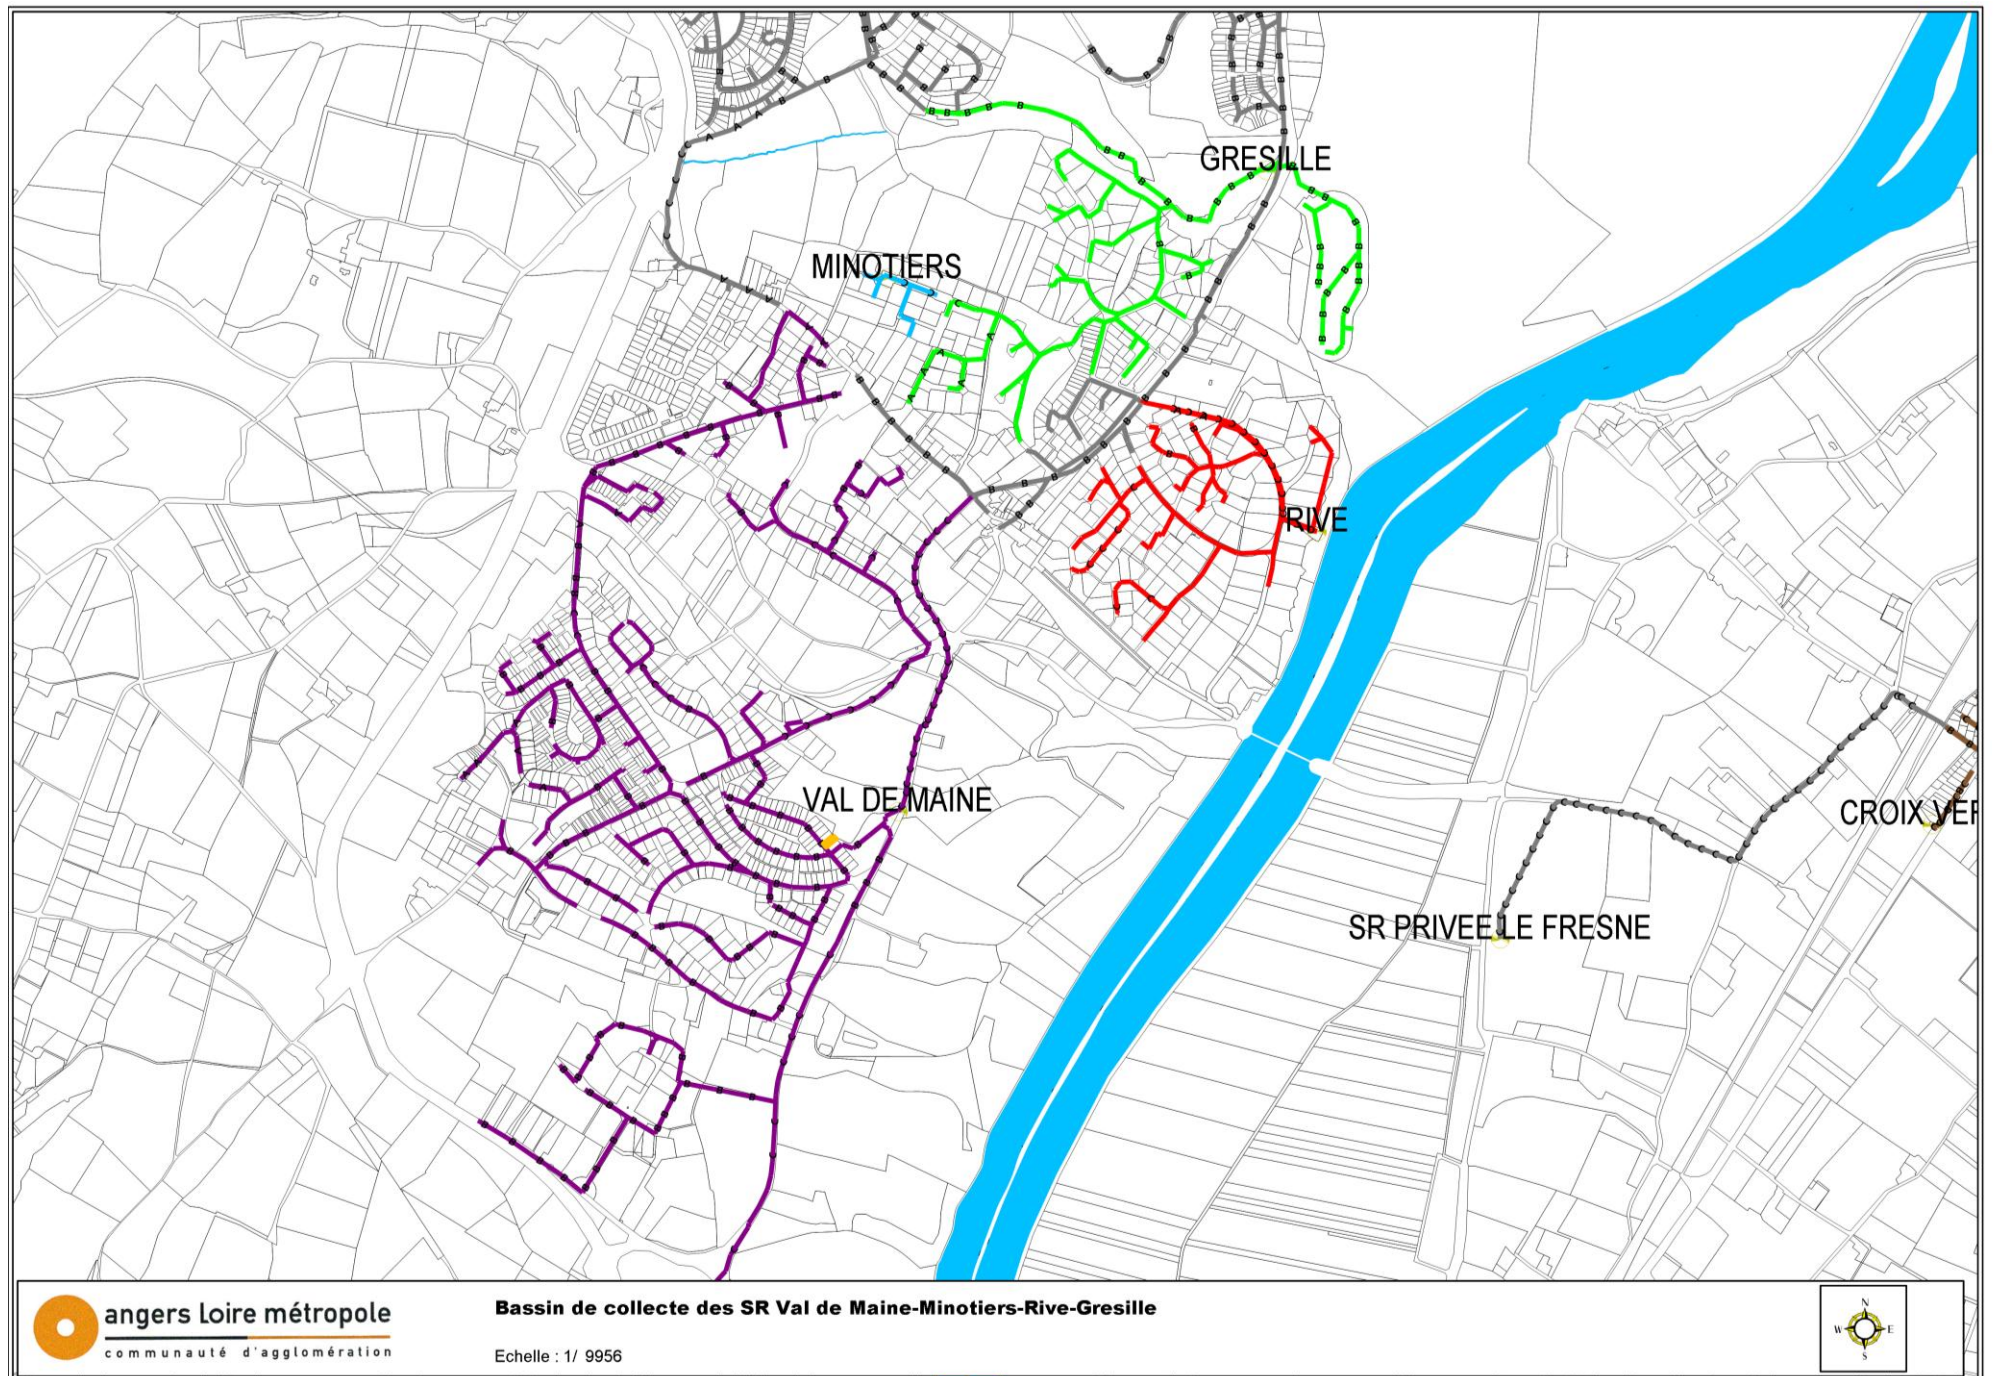 GRESILLE
MINOTIERS
RIVE
VAL DE MAINE
CROIX VER
SR PRIVEE LE FRESNE
angers Loire métropole
communauté d'agglomération
Bassin de collecte des SR Val de Maine-Minotiers-Rive-Gresille
Echelle : 1/ 9956
N
W E
S